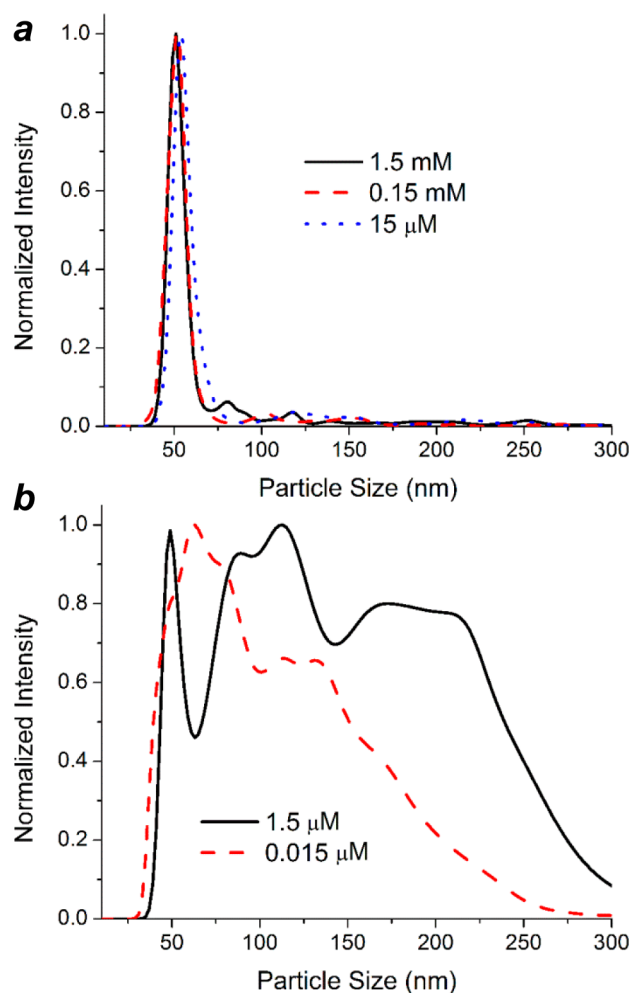 a
Normalized Intensity
1.0
0.8
0.6
0.4
0.2
0.0
1.5 mM
0.15 mM
15 μM
50 100 150 200 250 300
Particle Size (nm)
b
Normalized Intensity
1.0
0.8
0.6
0.4
0.2
0.0
1.5 μM
0.015 μM
50 100 150 200 250 300
Particle Size (nm)